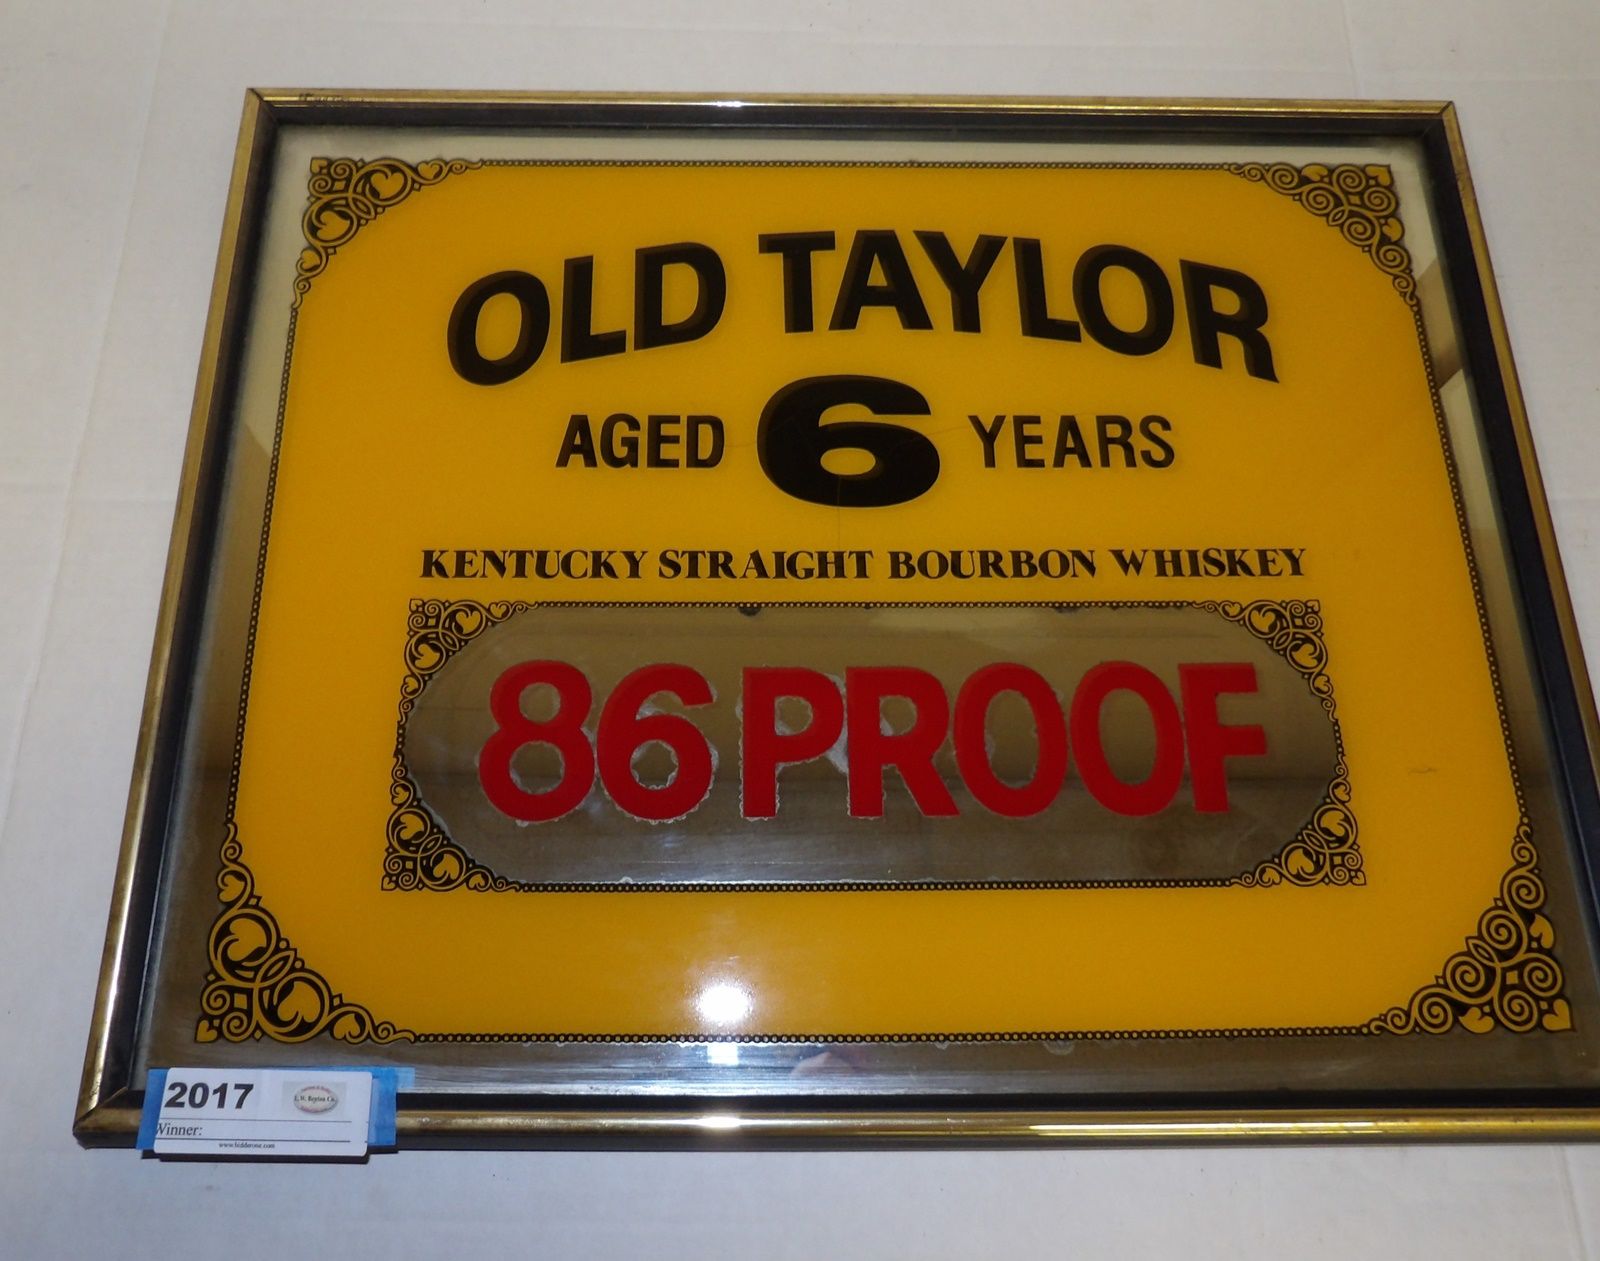 OLD TAYLOR
AGED 6 YEARS
KENTUCKY STRAIGHT BOURBON WHISKEY
86 PROOF
2017
Winner: